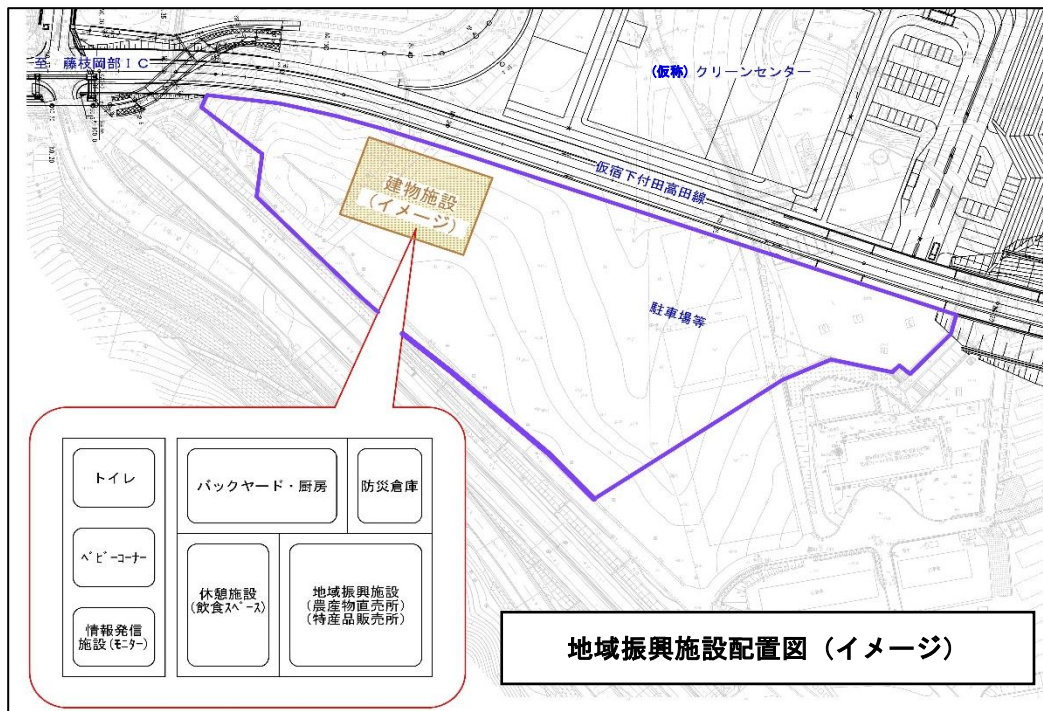 至 藤枝岡部IC
(仮称) クリーンセンター
仮宿下付田高田線
建物施設
(イメージ)
駐車場等
トイレ
ベビーコーナー
情報発信
施設(モニター)
バックヤード・厨房
防災倉庫
休憩施設
(飲食スペース)
地域振興施設
(農産物直売所)
(特産品販売所)
地域振興施設配置図（イメージ）